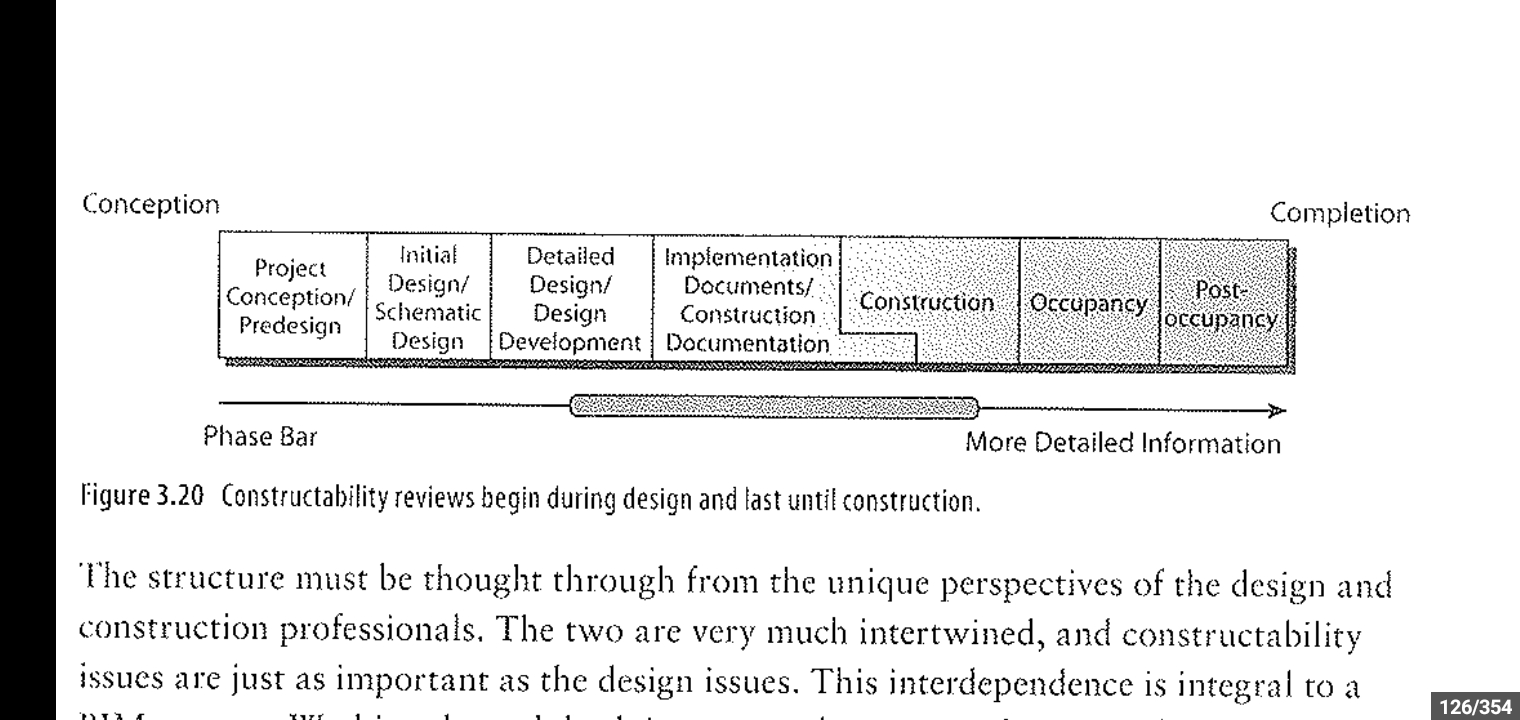 Conception
Completion
Project
Conception/
Predesign
Initial
Design/
Schematic
Design
Detailed
Design/
Design
Development
Implementation
Documents/
Construction
Documentation
Construction
Occupancy
Post-
occupancy
Phase Bar
More Detailed Information
Figure 3.20 Constructability reviews begin during design and last until construction.
The structure must be thought through from the unique perspectives of the design and
construction professionals. The two are very much intertwined, and constructability
issues are just as important as the design issues. This interdependence is integral to a
126/354